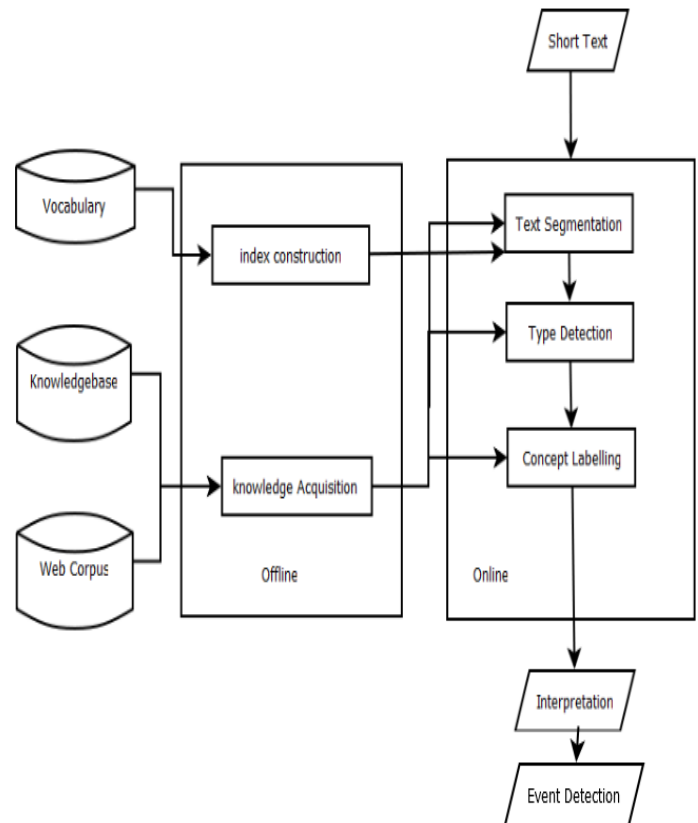 Short Text
Vocabulary
index construction
Text Segmentation
Type Detection
Knowledgebase
knowledge Acquisition
Concept Labelling
Web Corpus
Offline
Online
Interpretation
Event Detection